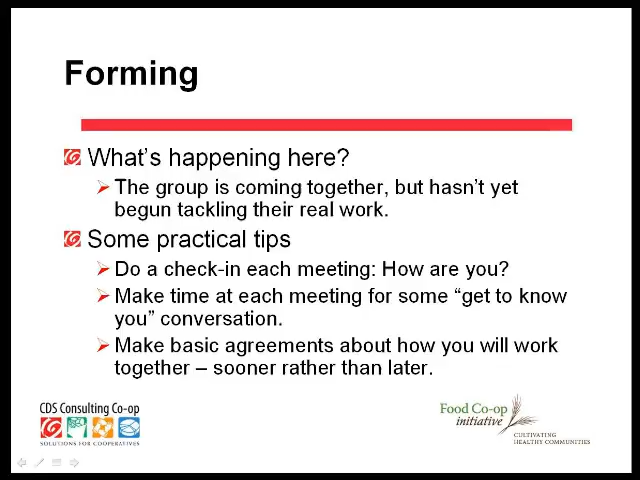 Forming
What's happening here?
The group is coming together, but hasn't yet
begun tackling their real work.
Some practical tips
Do a check-in each meeting: How are you?
Make time at each meeting for some “get to know
you” conversation.
Make basic agreements about how you will work
together – sooner rather than later.
CDS Consulting Co-op
SOLUTIONS FOR COOPERATIVES
Food Co-op
initiative
CULTIVATING
HEALTHY COMMUNITIES